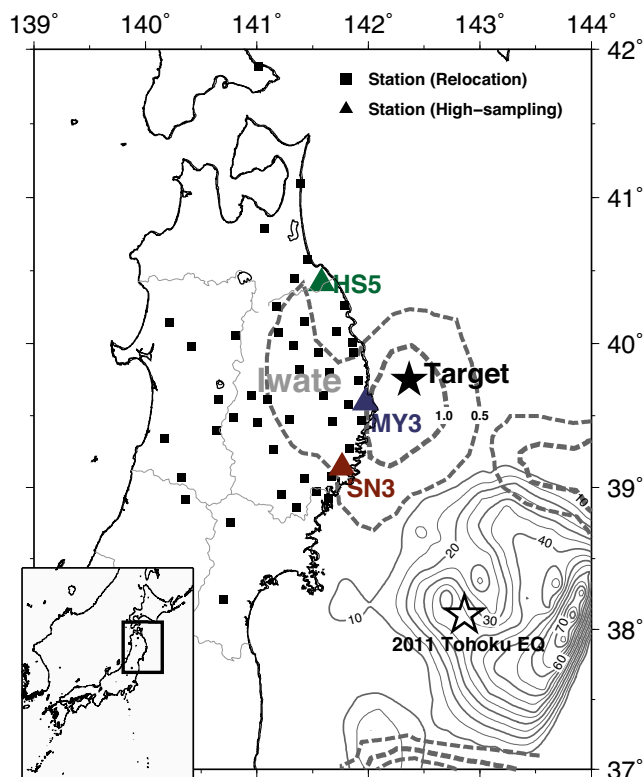 139° 140° 141° 142° 143° 144°
42°
Station (Relocation)
Station (High−sampling)
41°
HS5
40°
Target
Iwate
1.0 0.5
MY3
SN3
39°
10
20
40
10
30
38°
70
2011 Tohoku EQ
60
37°